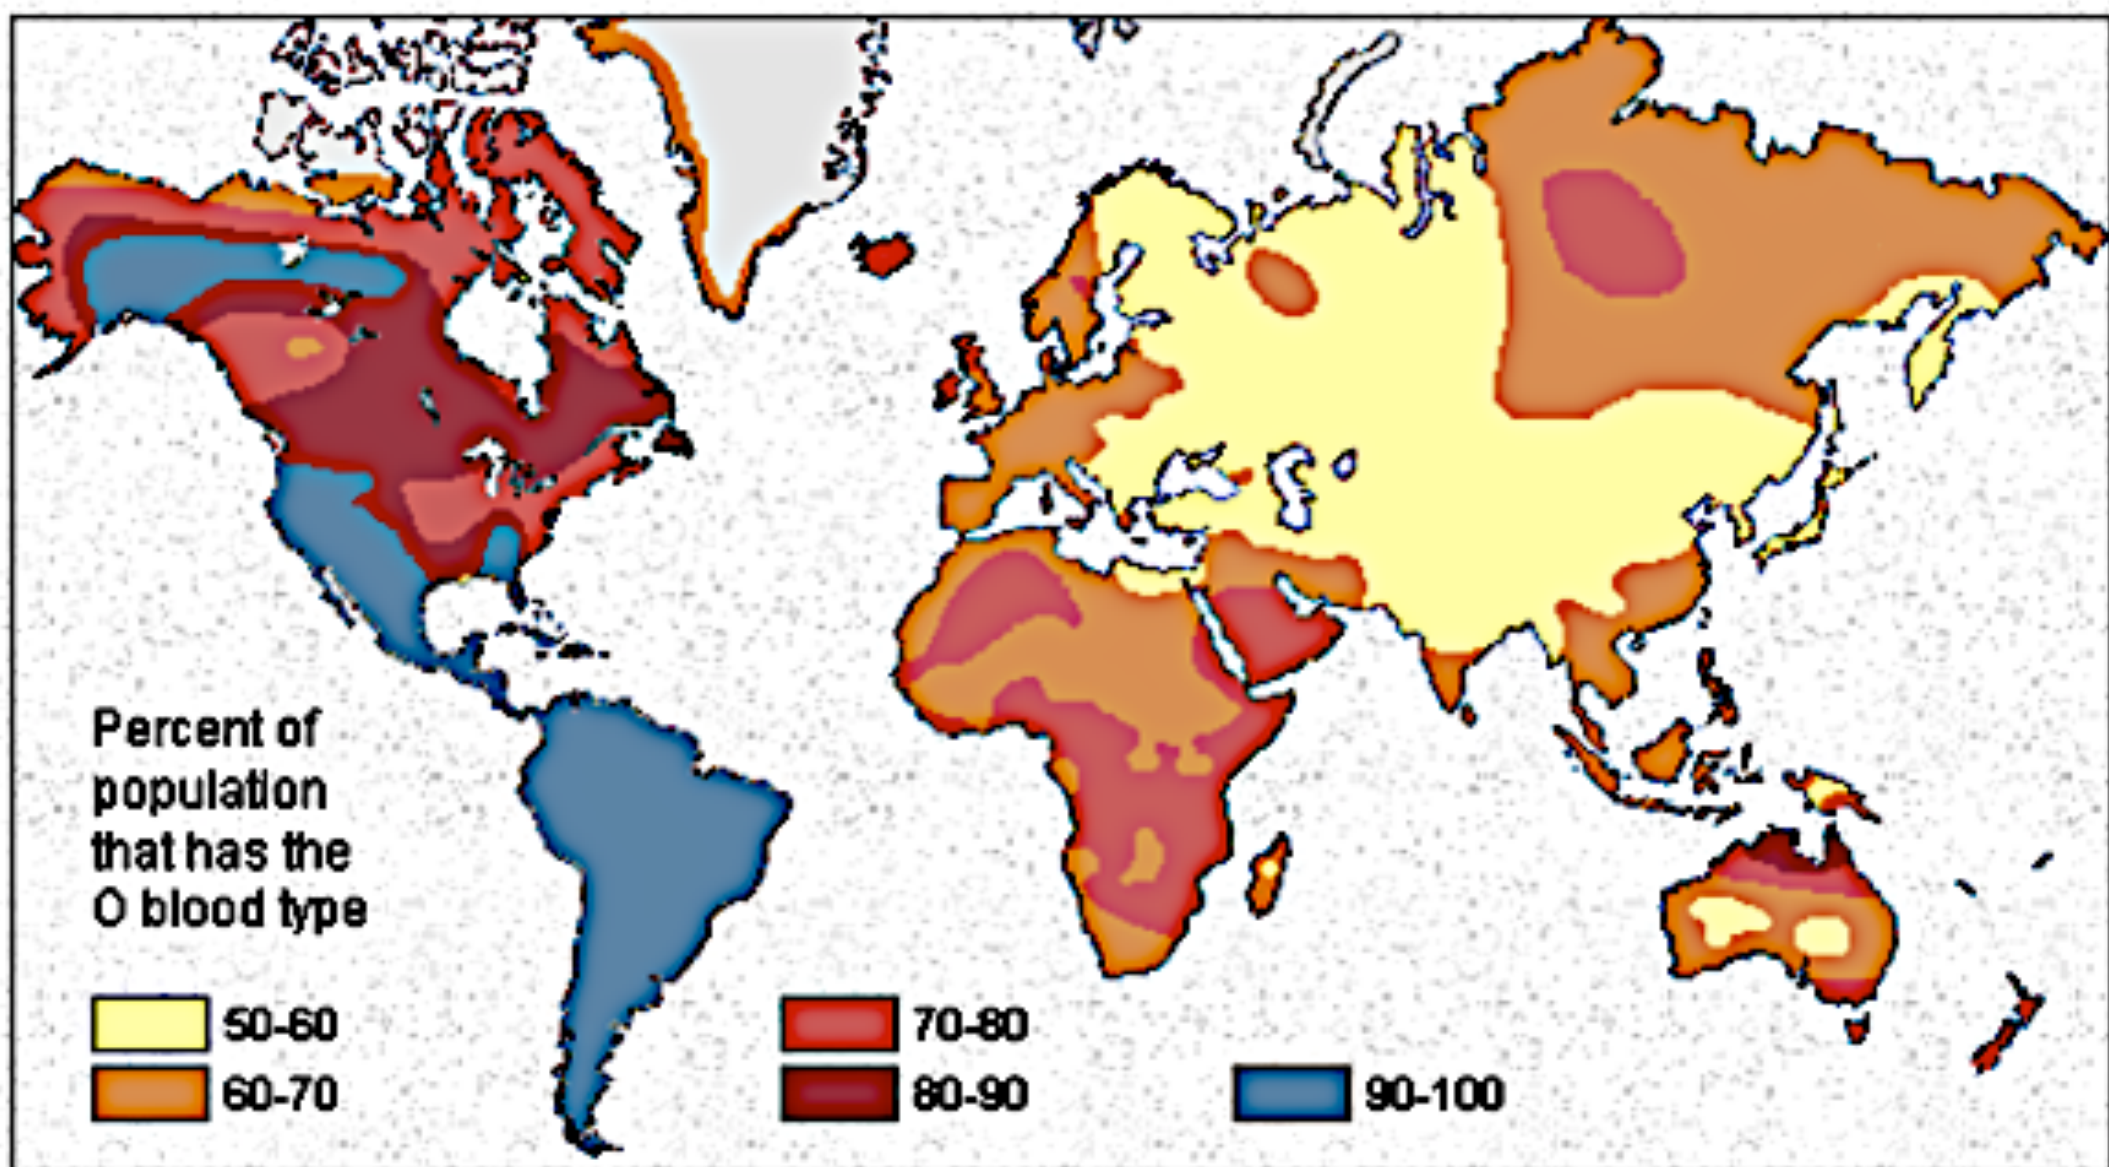 Percent of
population
that has the
O blood type
50-60
60-70
70-80
80-90
90-100